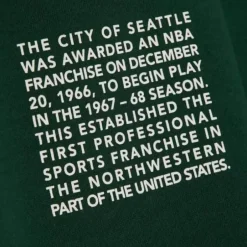 THE CITY OF SEATTLE
WAS AWARDED AN NBA
FRANCHISE ON DECEMBER
20, 1966, TO BEGIN PLAY
IN THE 1967 – 68 SEASON.
THIS ESTABLISHED THE
FIRST PROFESSIONAL
SPORTS FRANCHISE IN
THE NORTHWESTERN
PART OF THE UNITED STATES.